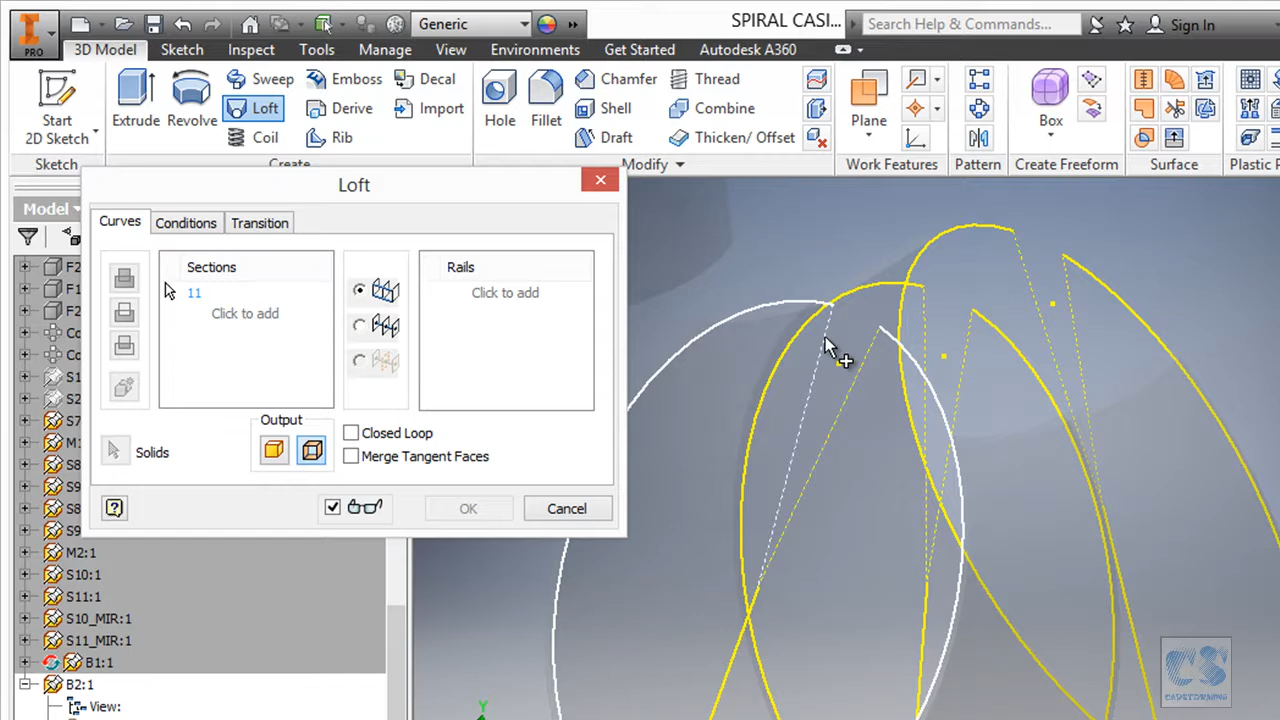 PRO
Generic
SPIRAL CASI...
Search Help & Commands...
Sign In
3D Model
Sketch
Inspect
Tools
Manage
View
Environments
Get Started
Autodesk A360
Start
2D Sketch
Extrude
Revolve
Sweep
Loft
Coil
Emboss
Derive
Rib
Decal
Import
Hole
Fillet
Chamfer
Shell
Draft
Thread
Combine
Thicken/ Offset
Plane
Box
Sketch
Create
Modify
Work Features
Pattern
Create Freeform
Surface
Plastic P
Model
F2
F1
F2
Co
Co
S1
S2
S7
M1
S8
S9
S8
S9
M2:1
S10:1
S11:1
S10_MIR:1
S11_MIR:1
B1:1
B2:1
View:
Loft
Curves
Conditions
Transition
Sections
11
Click to add
Rails
Click to add
Solids
Output
Closed Loop
Merge Tangent Faces
OK
Cancel
Y
CS